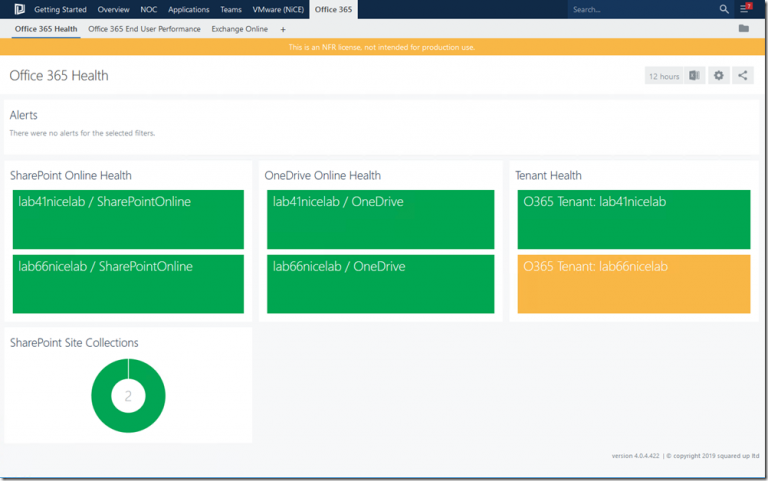 Getting Started Overview NOC Applications Teams VMware (NiCE) Office 365 Search... 7
Office 365 Health Office 365 End User Performance Exchange Online +
This is an NFR license, not intended for production use.
Office 365 Health 12 hours
Alerts
There were no alerts for the selected filters.
SharePoint Online Health OneDrive Online Health Tenant Health
lab41nicelab / SharePointOnline lab41nicelab / OneDrive O365 Tenant: lab41nicelab
lab66nicelab / SharePointOnline lab66nicelab / OneDrive O365 Tenant: lab66nicelab
SharePoint Site Collections
2
version 4.0.4.422 | © copyright 2019 squared up ltd